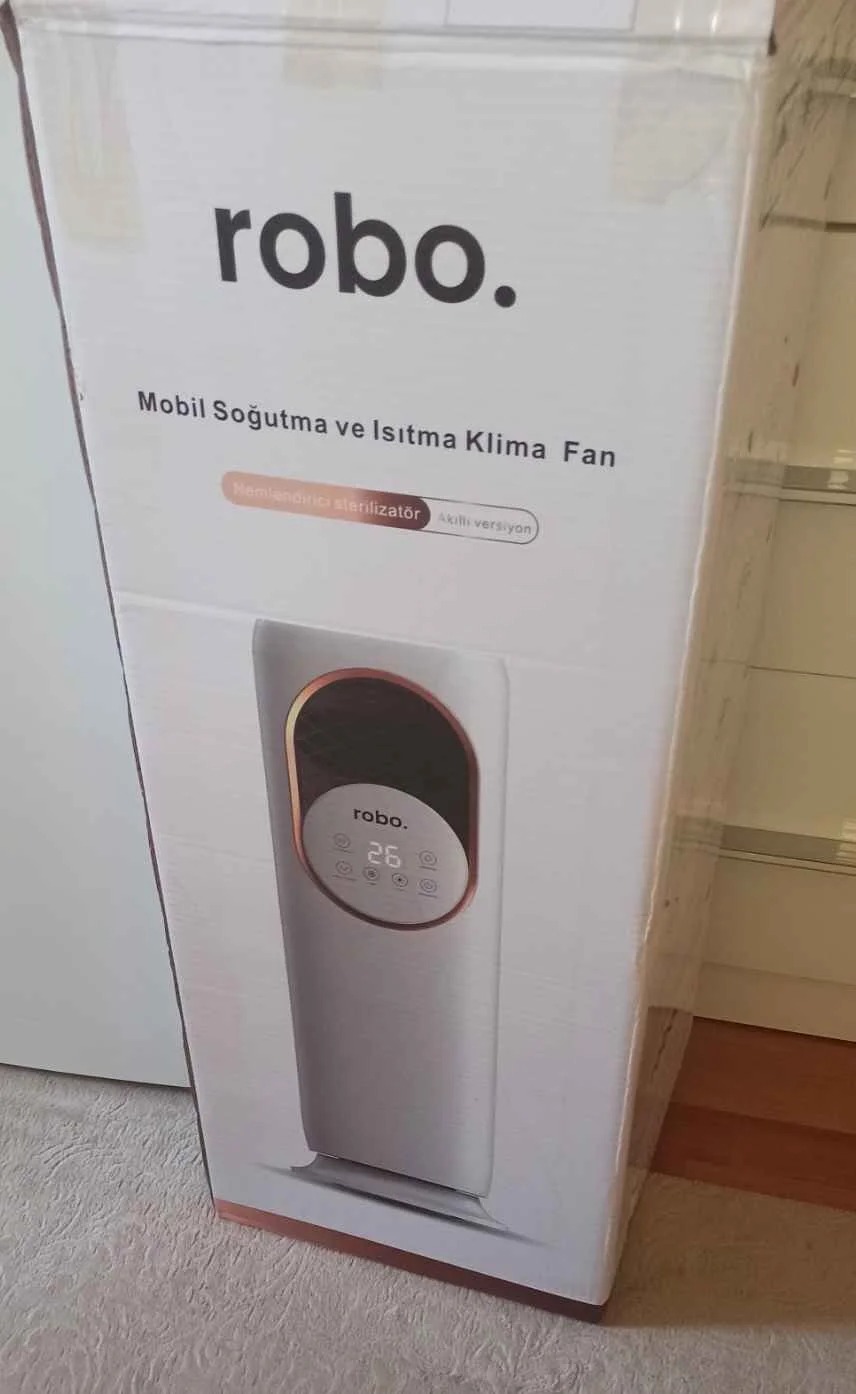 robo.
Mobil Soğutma ve Isıtma Klima Fan
Nemlendirici sterilizatör Akıllı versiyon
robo.
26